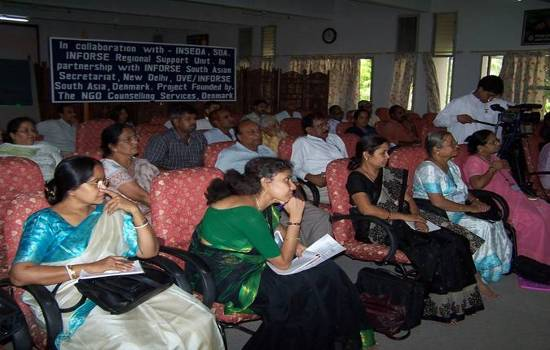 In collaboration with - INSEDA, SDA,
INFORSE Regional Support Unit. In
partnership with INFORSE South Asian
Secretariat, New Delhi, OVE/INFORSE
South Asia, Denmark. Project Founded by-
The NGO Counselling Services, Denmark